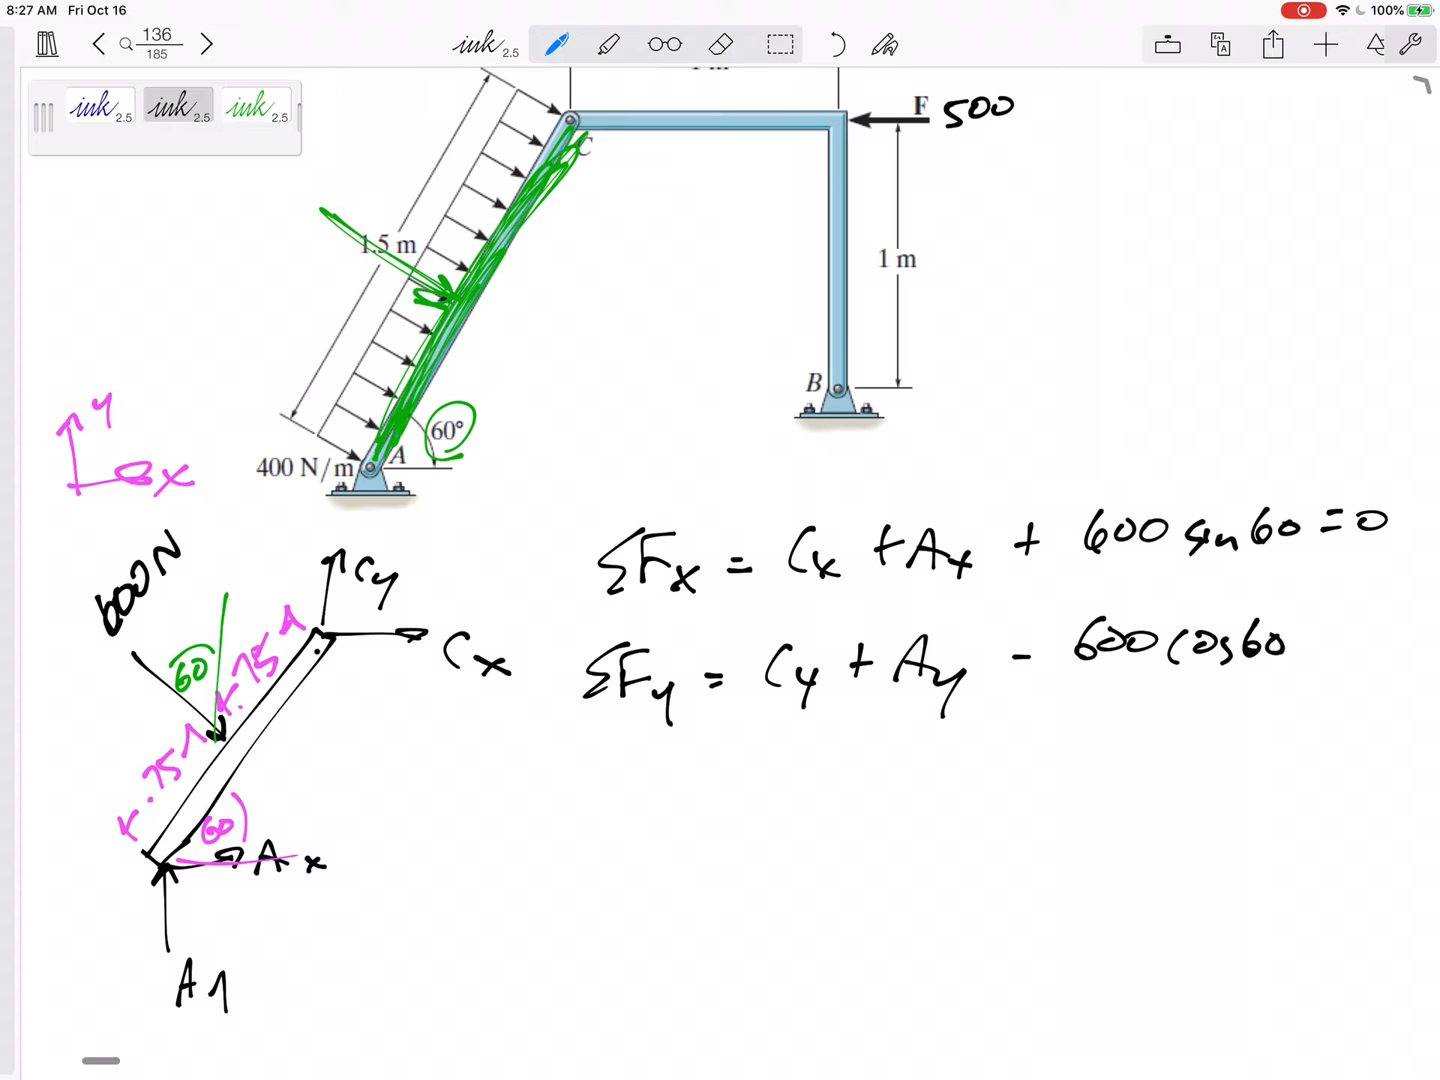 8:27 AM Fri Oct 16
100%
136
185
ink 2.5
ink 2.5 ink 2.5 ink 2.5
F 500
C
1.5 m
1 m
B
60°
400 N/m A
Y
X
ΣFx = Cx + Ax + 600 sin 60 = 0
600N
Cy
60
.75
Cx
ΣFy = Cy + Ay - 600 cos 60
.75
60
Ax
Ay